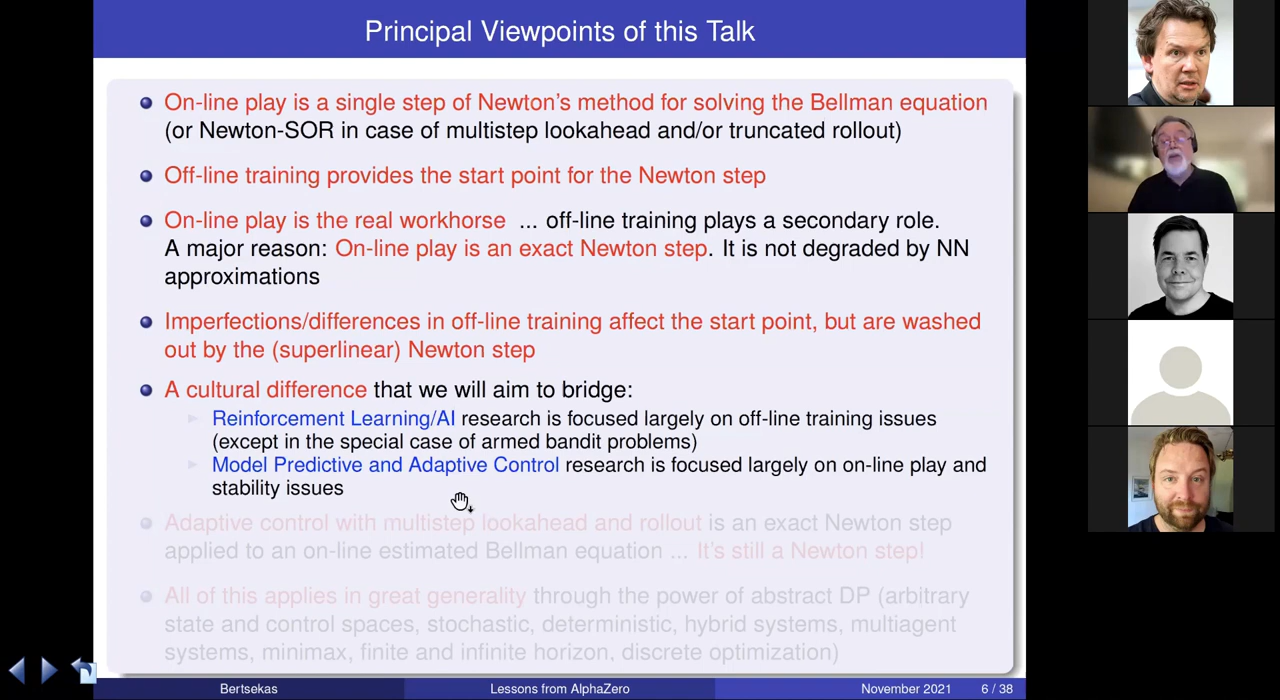 Principal Viewpoints of this Talk
On-line play is a single step of Newton's method for solving the Bellman equation
(or Newton-SOR in case of multistep lookahead and/or truncated rollout)
Off-line training provides the start point for the Newton step
On-line play is the real workhorse ... off-line training plays a secondary role.
A major reason: On-line play is an exact Newton step. It is not degraded by NN
approximations
Imperfections/differences in off-line training affect the start point, but are washed
out by the (superlinear) Newton step
A cultural difference that we will aim to bridge:
Reinforcement Learning/AI research is focused largely on off-line training issues
(except in the special case of armed bandit problems)
Model Predictive and Adaptive Control research is focused largely on on-line play and
stability issues
Adaptive control with multistep lookahead and rollout is an exact Newton step
applied to an on-line estimated Bellman equation ... It's still a Newton step!
All of this applies in great generality through the power of abstract DP (arbitrary
state and control spaces, stochastic, deterministic, hybrid systems, multiagent
systems, minimax, finite and infinite horizon, discrete optimization)
Bertsekas Lessons from AlphaZero November 2021 6 / 38